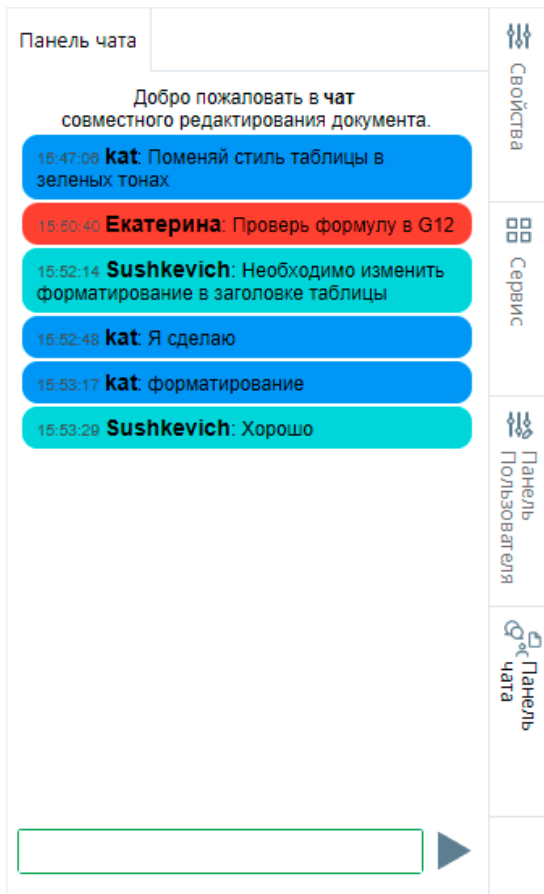 Панель чата
Добро пожаловать в чат
совместного редактирования документа.
15:47:06 kat: Поменяй стиль таблицы в
зеленых тонах
15:50:40 Екатерина: Проверь формулу в G12
15:52:14 Sushkevich: Необходимо изменить
форматирование в заголовке таблицы
15:52:48 kat: Я сделаю
15:53:17 kat: форматирование
15:53:29 Sushkevich: Хорошо
Свойства
Сервис
Панель
Пользователя
Панель
чата